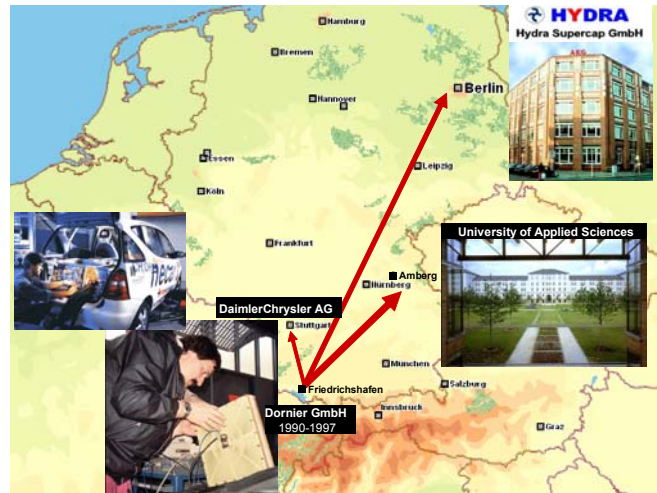 HYDRA
Hydra Supercap GmbH
AEG
Hamburg
Bremen
Berlin
Hannover
Essen
Leipzig
Köln
University of Applied Sciences
Frankfurt
Amberg
Nürnberg
DaimlerChrysler AG
Stuttgart
München
Friedrichshafen
Salzburg
Dornier GmbH
1990-1997
Innsbruck
Graz